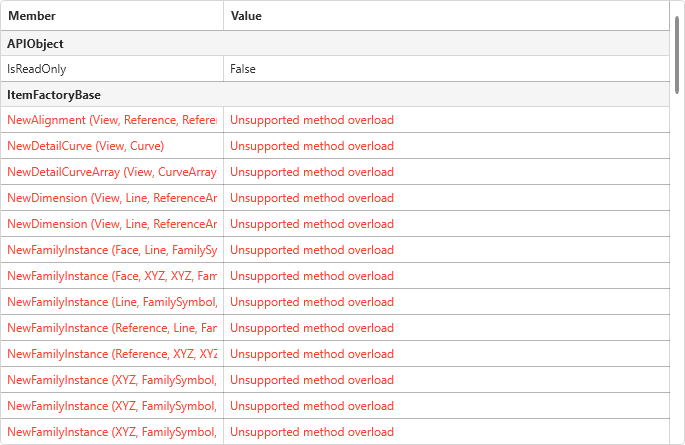 Member Value
APIObject
IsReadOnly False
ItemFactoryBase
NewAlignment (View, Reference, Refere Unsupported method overload
NewDetailCurve (View, Curve) Unsupported method overload
NewDetailCurveArray (View, CurveArray Unsupported method overload
NewDimension (View, Line, ReferenceAr Unsupported method overload
NewDimension (View, Line, ReferenceAr Unsupported method overload
NewFamilyInstance (Face, Line, FamilySy Unsupported method overload
NewFamilyInstance (Face, XYZ, XYZ, Fam Unsupported method overload
NewFamilyInstance (Line, FamilySymbol, Unsupported method overload
NewFamilyInstance (Reference, Line, Far Unsupported method overload
NewFamilyInstance (Reference, XYZ, XYZ Unsupported method overload
NewFamilyInstance (XYZ, FamilySymbol, Unsupported method overload
NewFamilyInstance (XYZ, FamilySymbol, Unsupported method overload
NewFamilyInstance (XYZ, FamilySymbol, Unsupported method overload